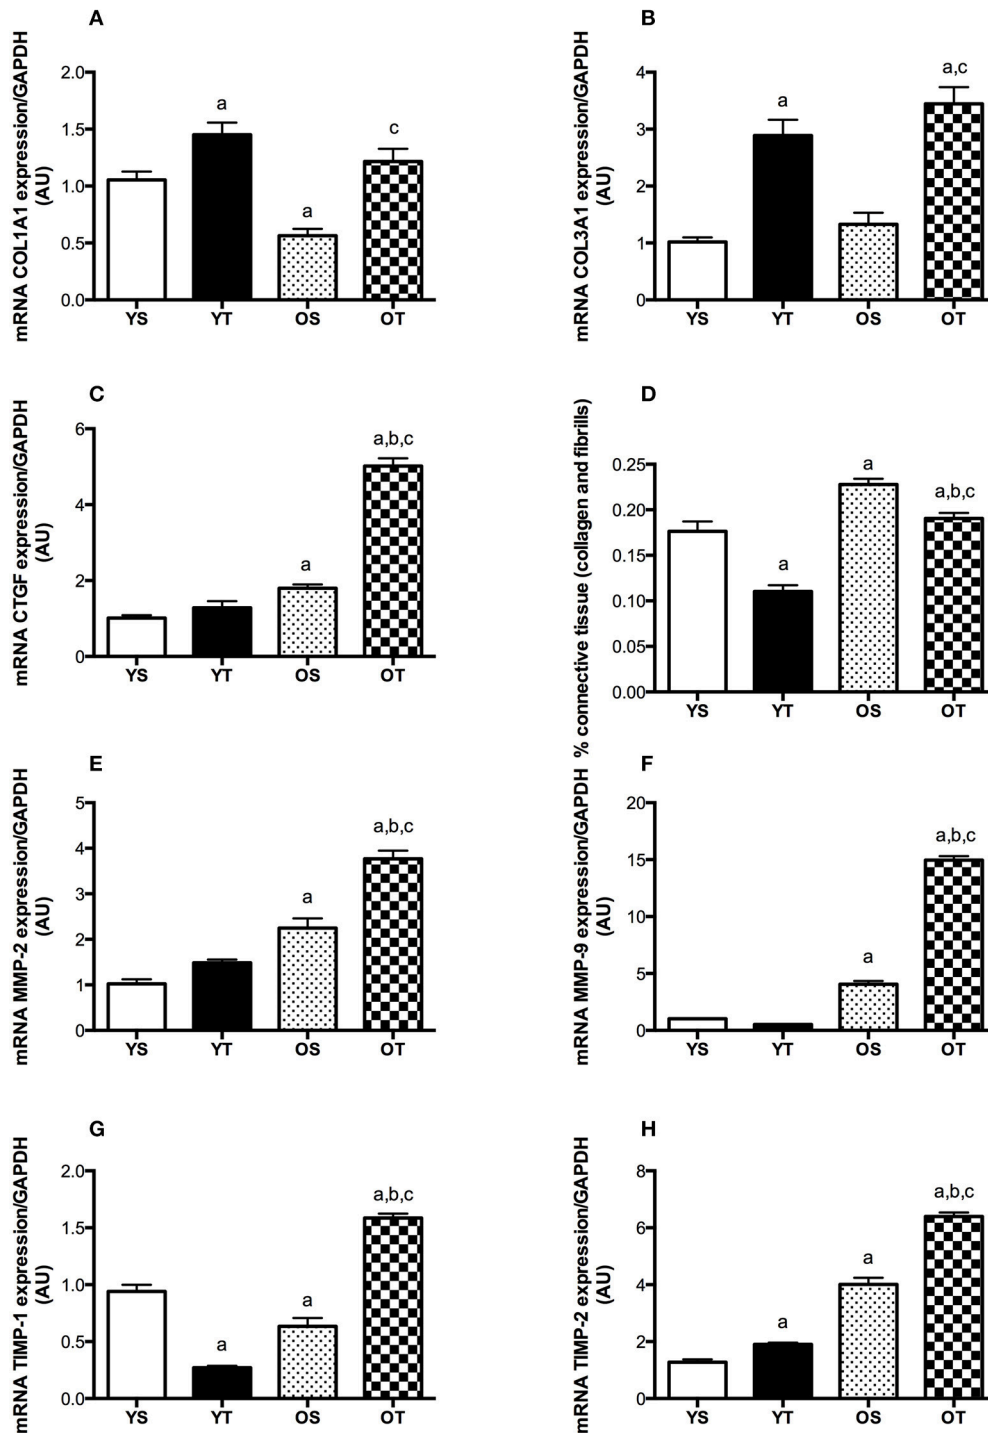 A
mRNA COL1A1 expression/GAPDH
(AU)
2.0
1.5
1.0
0.5
0.0
a
a
c
YS YT OS OT
B
mRNA COL3A1 expression/GAPDH
(AU)
4
3
2
1
0
a
a,c
YS YT OS OT
C
mRNA CTGF expression/GAPDH
(AU)
6
4
2
0
a
a,b,c
YS YT OS OT
D
% connective tissue (collagen and fibrills)
0.25
0.20
0.15
0.10
0.05
0.00
a
a
a,b,c
YS YT OS OT
E
mRNA MMP-2 expression/GAPDH
(AU)
5
4
3
2
1
0
a
a,b,c
YS YT OS OT
F
mRNA MMP-9 expression/GAPDH
(AU)
20
15
10
5
0
a
a,b,c
YS YT OS OT
G
mRNA TIMP-1 expression/GAPDH
(AU)
2.0
1.5
1.0
0.5
0.0
a
a
a,b,c
YS YT OS OT
H
mRNA TIMP-2 expression/GAPDH
(AU)
8
6
4
2
0
a
a
a,b,c
YS YT OS OT